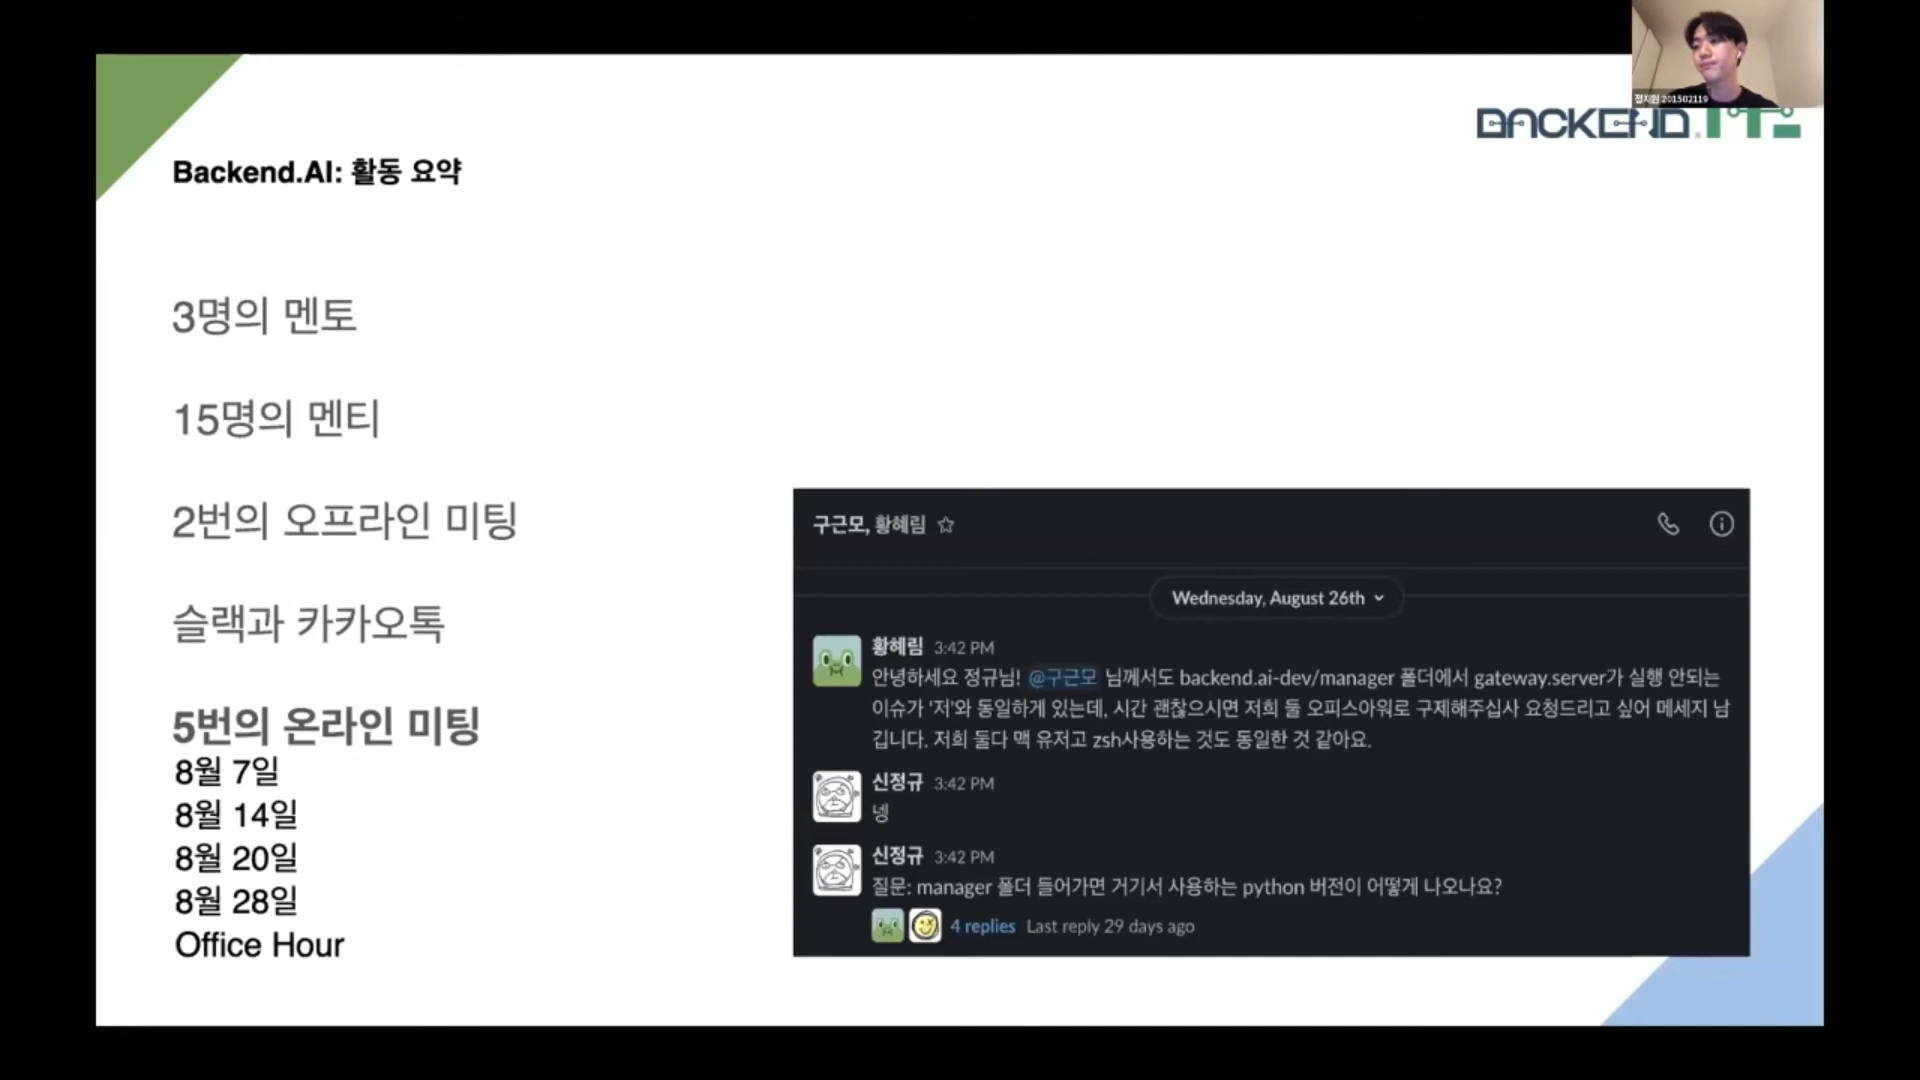 정지원 201502119
BACKEND.AI
Backend.AI: 활동 요약
3명의 멘토
15명의 멘티
2번의 오프라인 미팅
슬랙과 카카오톡
5번의 온라인 미팅
8월 7일
8월 14일
8월 20일
8월 28일
Office Hour
구근모, 황혜림
Wednesday, August 26th
황혜림 3:42 PM
안녕하세요 정규님! @구근모 님께서도 backend.ai-dev/manager 폴더에서 gateway.server가 실행 안되는
이슈가 '저'와 동일하게 있는데, 시간 괜찮으시면 저희 둘 오피스아워로 구제해주십사 요청드리고 싶어 메세지 남
깁니다. 저희 둘다 맥 유저고 zsh사용하는 것도 동일한 것 같아요.
신정규 3:42 PM
넹
신정규 3:42 PM
질문: manager 폴더 들어가면 거기서 사용하는 python 버전이 어떻게 나오나요?
4 replies Last reply 29 days ago